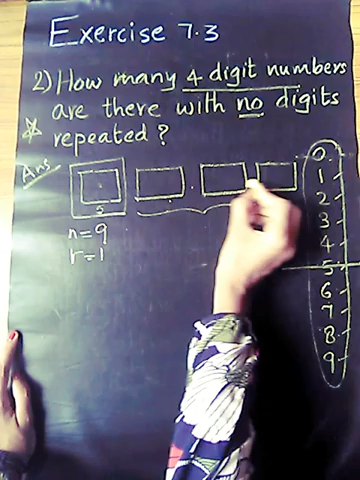 Exercise 7.3
2) How many 4 digit numbers
are there with no digits
repeated?
Ans
n = 9
r = 1
0
1
2
3
4
5
6
7
8
9